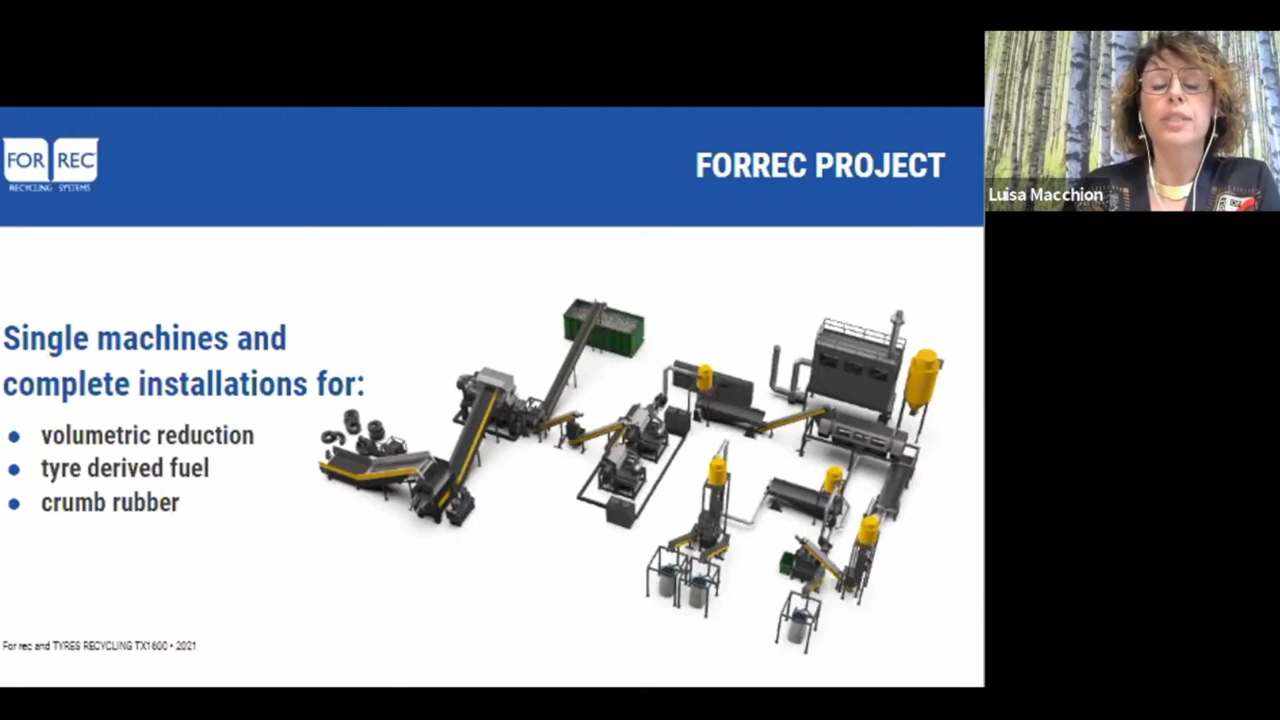 FOR REC
RECYCLING SYSTEMS
FORREC PROJECT
Luisa Macchion
Single machines and
complete installations for:
volumetric reduction
tyre derived fuel
crumb rubber
For rec and TYRES RECYCLING TX1600 • 2021